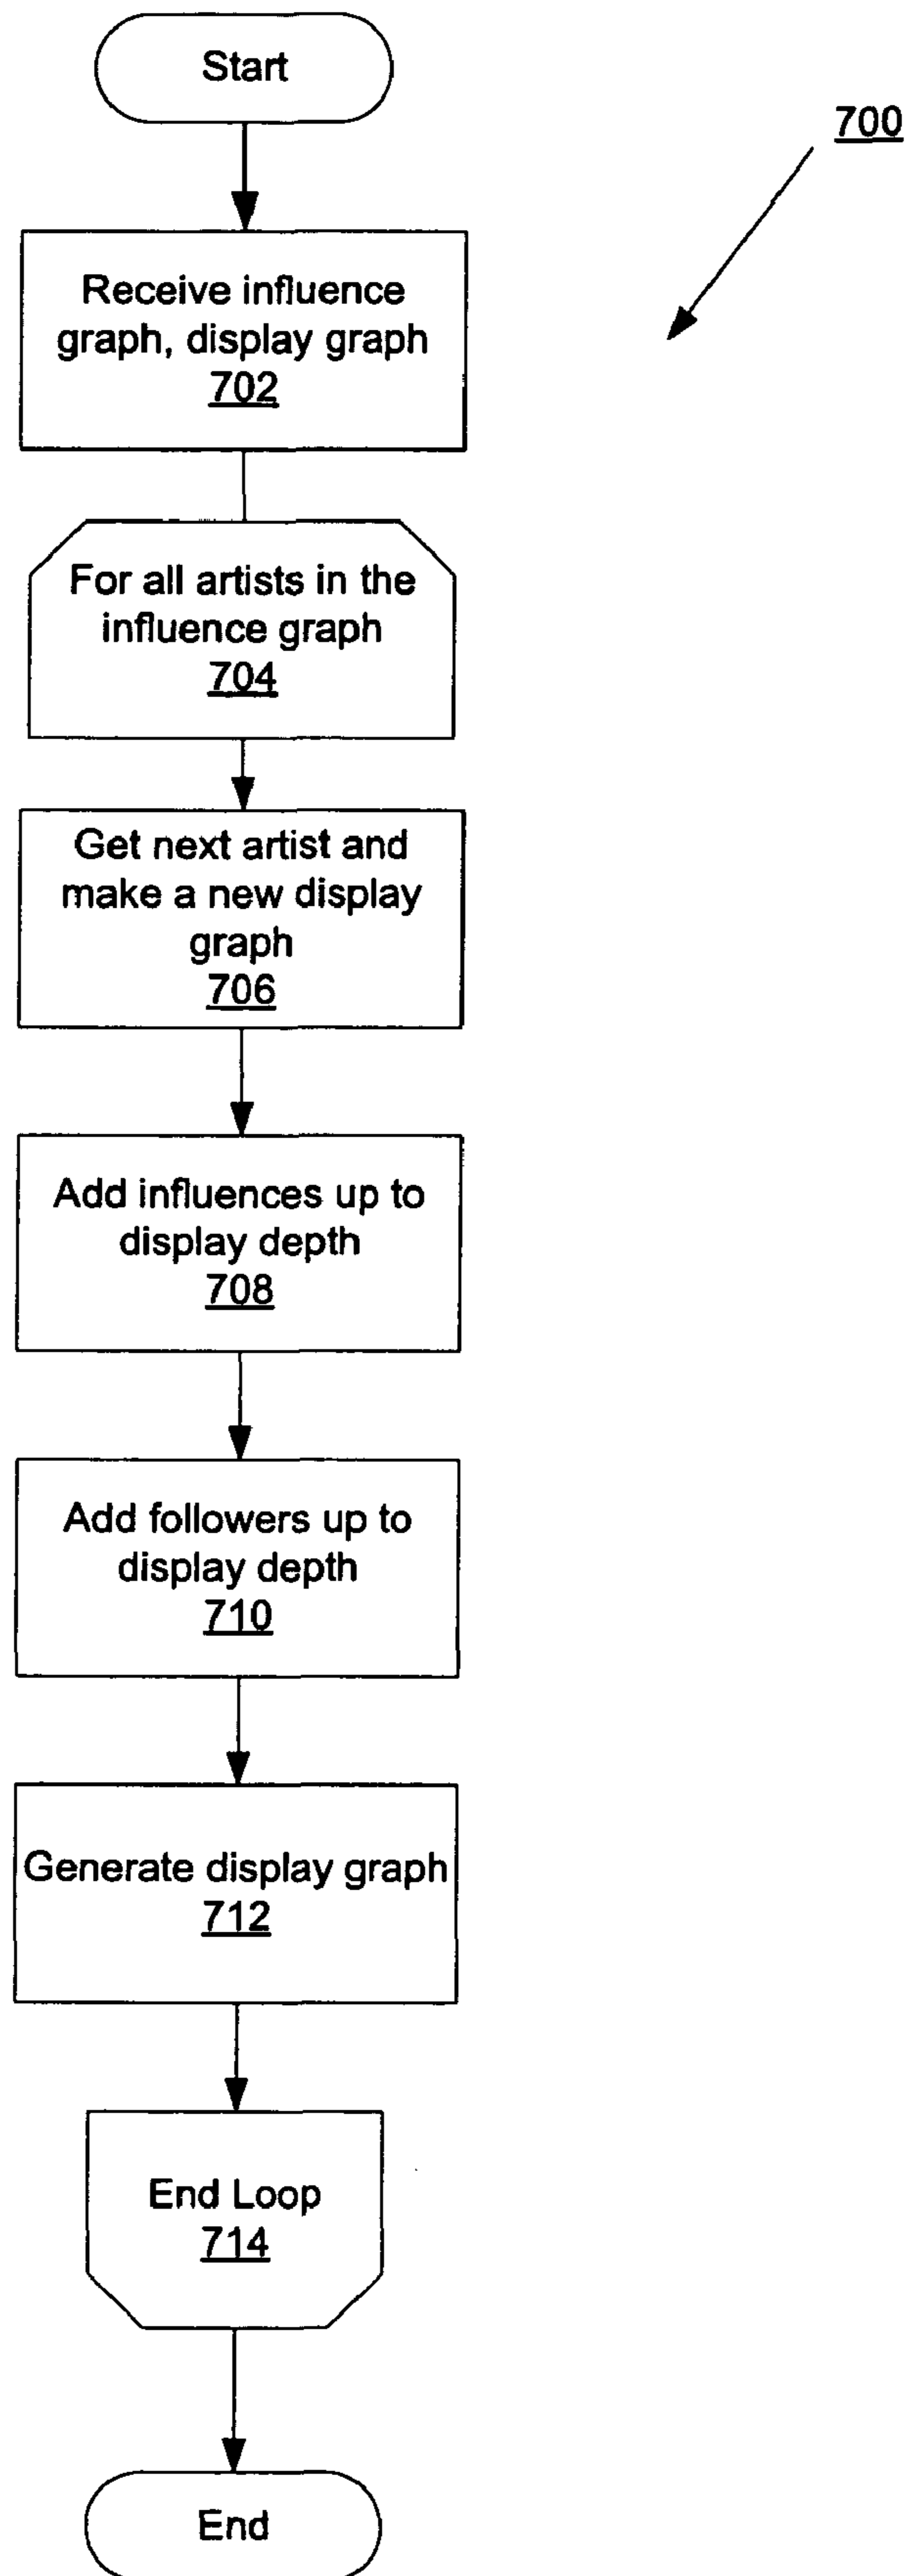 Start
700
Receive influence
graph, display graph
702
For all artists in the
influence graph
704
Get next artist and
make a new display
graph
706
Add influences up to
display depth
708
Add followers up to
display depth
710
Generate display graph
712
End Loop
714
End